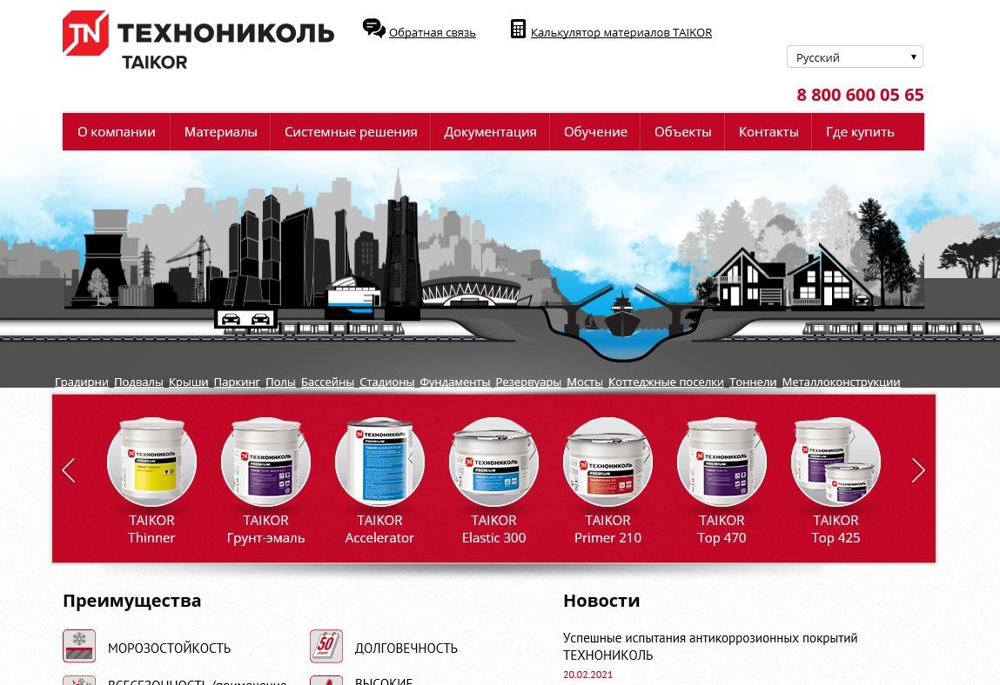 ТЕХНОНИКОЛЬ
TAIKOR
Обратная связь
Калькулятор материалов TAIKOR
Русский
8 800 600 05 65
О компании
Материалы
Системные решения
Документация
Обучение
Объекты
Контакты
Где купить
Градирни Подвалы Крыши Паркинг Полы Бассейны Стадионы Фундаменты Резервуары Мосты Коттеджные поселки Тоннели Металлоконструкции
TAIKOR
Thinner
TAIKOR
Грунт-эмаль
TAIKOR
Accelerator
TAIKOR
Elastic 300
TAIKOR
Primer 210
TAIKOR
Top 470
TAIKOR
Top 425
Преимущества
МОРОЗОСТОЙКОСТЬ
ДОЛГОВЕЧНОСТЬ
ВСЕСЕЗОННОСТЬ (применение
ВЫСОКИЕ
Новости
Успешные испытания антикоррозионных покрытий
ТЕХНОНИКОЛЬ
20.02.2021